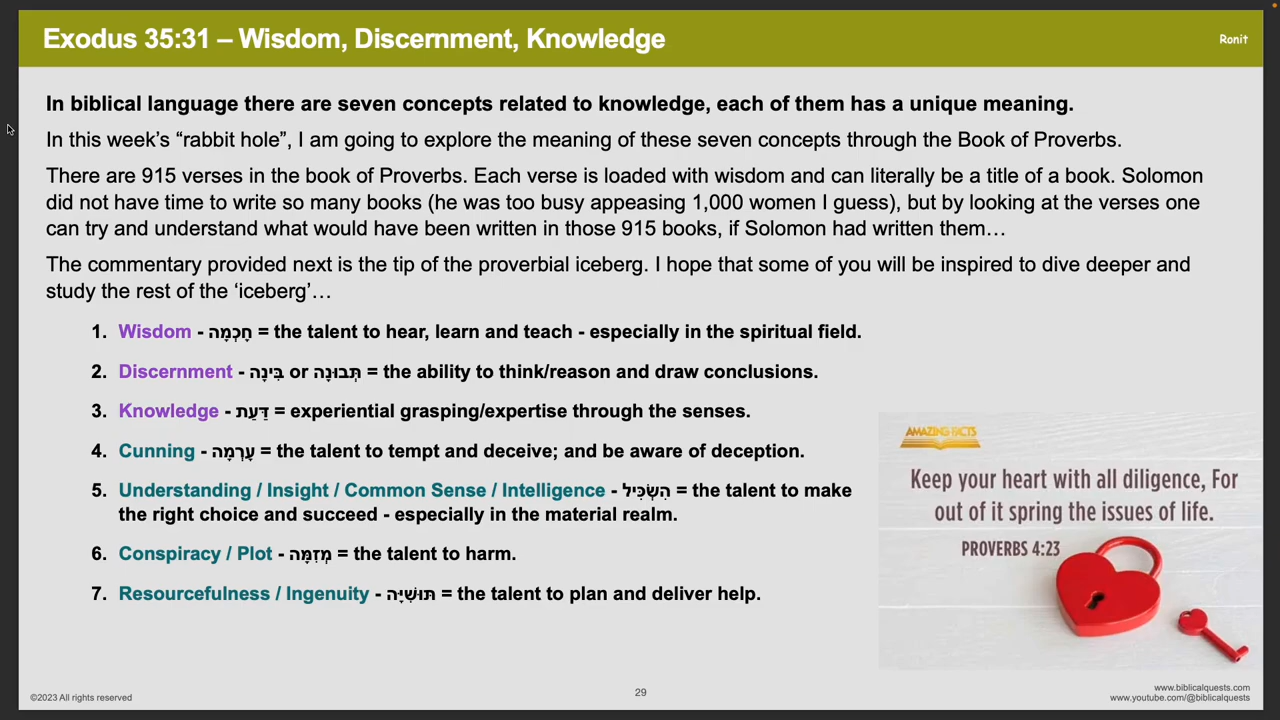 Exodus 35:31 – Wisdom, Discernment, Knowledge
Ronit
In biblical language there are seven concepts related to knowledge, each of them has a unique meaning.
In this week’s “rabbit hole”, I am going to explore the meaning of these seven concepts through the Book of Proverbs.
There are 915 verses in the book of Proverbs. Each verse is loaded with wisdom and can literally be a title of a book. Solomon
did not have time to write so many books (he was too busy appeasing 1,000 women I guess), but by looking at the verses one
can try and understand what would have been written in those 915 books, if Solomon had written them…
The commentary provided next is the tip of the proverbial iceberg. I hope that some of you will be inspired to dive deeper and
study the rest of the ‘iceberg’…
1. Wisdom - חָכְמָה = the talent to hear, learn and teach - especially in the spiritual field.
2. Discernment - בִּינָה or תְּבוּנָה = the ability to think/reason and draw conclusions.
3. Knowledge - דַּעַת = experiential grasping/expertise through the senses.
4. Cunning - עָרְמָה = the talent to tempt and deceive; and be aware of deception.
5. Understanding / Insight / Common Sense / Intelligence - הִשְׂכִּיל = the talent to make
the right choice and succeed - especially in the material realm.
6. Conspiracy / Plot - מְזִמָּה = the talent to harm.
7. Resourcefulness / Ingenuity - תּוּשִׁיָּה = the talent to plan and deliver help.
AMAZING FACTS
Keep your heart with all diligence, For
out of it spring the issues of life.
PROVERBS 4:23
©2023 All rights reserved
29
www.biblicalquests.com
www.youtube.com/@biblicalquests